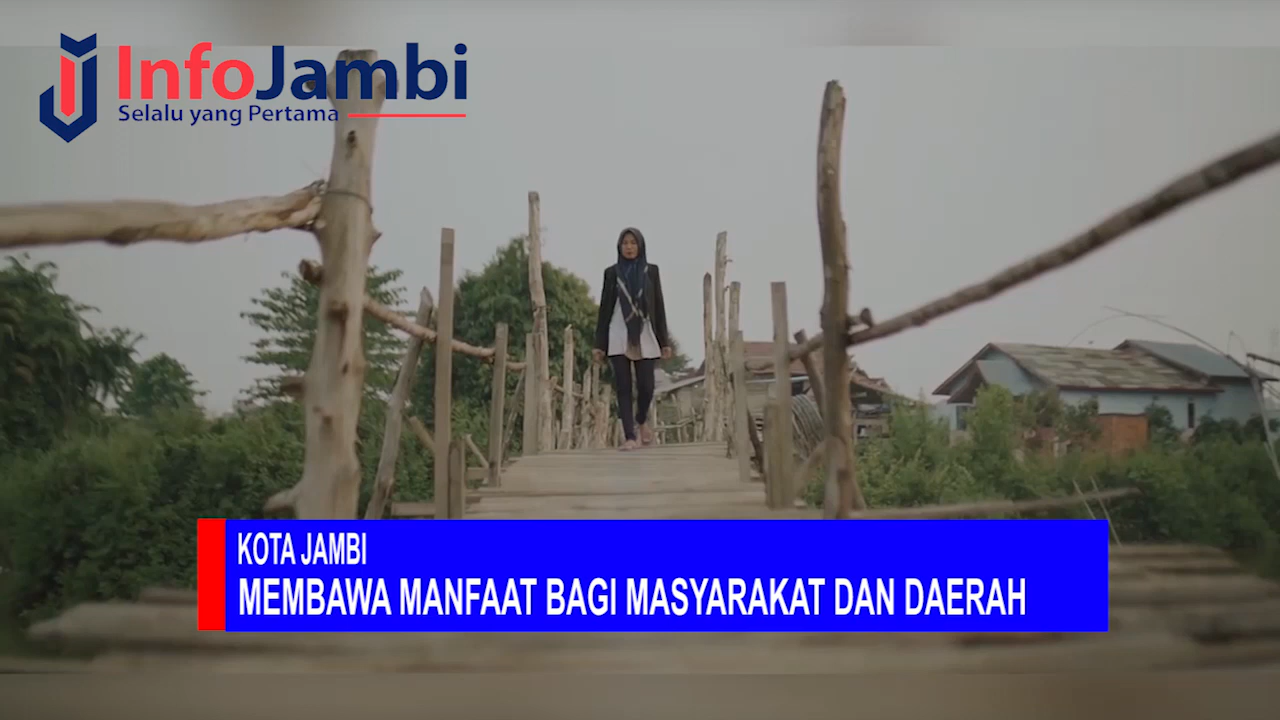 InfoJambi
Selalu yang Pertama
KOTA JAMBI
MEMBAWA MANFAAT BAGI MASYARAKAT DAN DAERAH